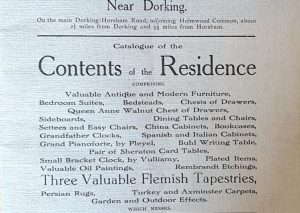 Near Dorking.
On the main Dorking-Horsham Road, adjoining Holmwood Common, about
miles from Dorking and miles from Horsham.
Catalogue of the
Contents of the Residence
COMPRISING
Valuable Antique and Modern Furniture,
Bedroom Suites, Bedsteads, Chests of Drawers,
Queen Anne Walnut Chest of Drawers,
Sideboards, Dining Tables and Chairs,
Settees and Easy Chairs, China Cabinets, Bookcases,
Grandfather Clocks, Spanish and Italian Cabinets,
Grand Pianoforte, by Pleyel, Buhl Writing Table,
Pair of Sheraton Card Tables,
Small Bracket Clock, by Vulliamy, Plated Items,
Valuable Oil Paintings, Rembrandt Etchings,
Three Valuable Flemish Tapestries,
Persian Rugs, Turkey and Axminster Carpets,
Garden and Outdoor Effects.
WHICH MESSRS.